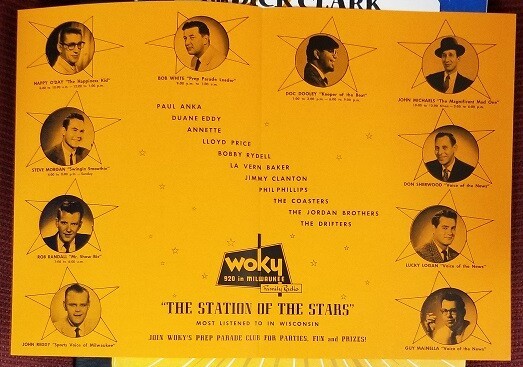 DICK CLARK
HAPPY O'DAY "The Happiness Kid"
BOB WHITE "Prep Parade Leader"
DOC DOOLEY "Keeper of the Beat"
JOHN MICHAELS "The Magnificent Mad One"
STEVE MORGAN "Swingin' Smoothie"
DON SHERWOOD "Voice of the News"
BOB RANDALL "Mr. Show Biz"
LUCKY LOGAN "Voice of the News"
JOHN REDDY "Sports Voice of Milwaukee"
GUY MAINELLA "Voice of the News"
PAUL ANKA
DUANE EDDY
ANNETTE
LLOYD PRICE
BOBBY RYDELL
LA VERN BAKER
JIMMY CLANTON
PHIL PHILLIPS
THE COASTERS
THE JORDAN BROTHERS
THE DRIFTERS
woky
920 in MILWAUKEE
Family Radio
"THE STATION OF THE STARS"
MOST LISTENED TO IN WISCONSIN
JOIN WOKY'S PREP PARADE CLUB FOR PARTIES, FUN and PRIZES!